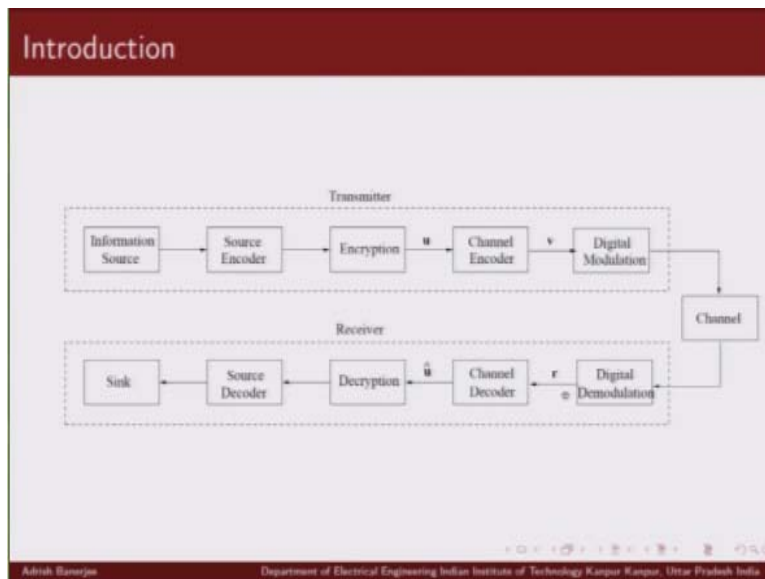 Introduction
Transmitter
Information
Source
Source
Encoder
Encryption
u
Channel
Encoder
v
Digital
Modulation
Channel
Receiver
Sink
Source
Decoder
Decryption
û
Channel
Decoder
r
Digital
Demodulation
Adrish Banerjee
Department of Electrical Engineering Indian Institute of Technology Kanpur Kanpur, Uttar Pradesh India